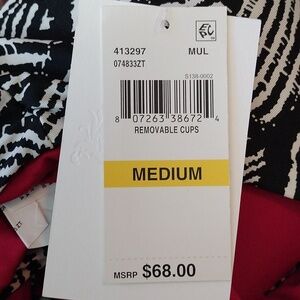 413297 MUL
074833ZT
S138-0002
8 07263 38672 4
REMOVABLE CUPS
MEDIUM
MSRP $68.00